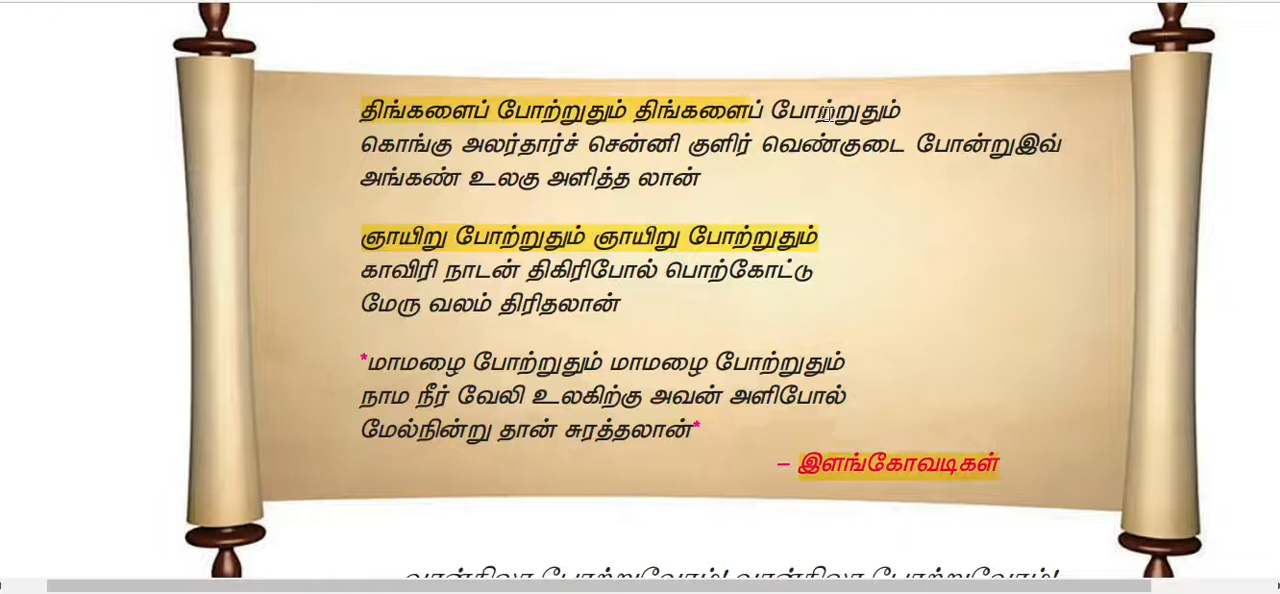 திங்களைப் போற்றுதும் திங்களைப் போற்றுதும்
கொங்கு அலர்தார்ச் சென்னி குளிர் வெண்குடை போன்றுஇவ்
அங்கண் உலகு அளித்த லான்
ஞாயிறு போற்றுதும் ஞாயிறு போற்றுதும்
காவிரி நாடன் திகிரிபோல் பொற்கோட்டு
மேரு வலம் திரிதலான்
*மாமழை போற்றுதும் மாமழை போற்றுதும்
நாம நீர் வேலி உலகிற்கு அவன் அளிபோல்
மேல்நின்று தான் சுரத்தலான்*
– இளங்கோவடிகள்